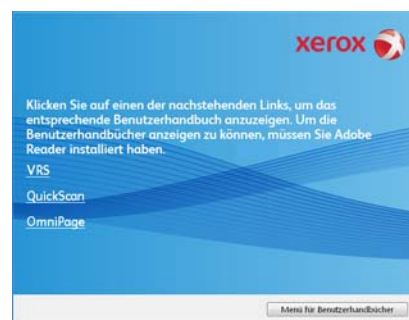 xerox
Klicken Sie auf einen der nachstehenden Links, um das
entsprechende Benutzerhandbuch anzuzeigen. Um die
Benutzerhandbücher anzeigen zu können, müssen Sie Adobe
Reader installiert haben.
VRS
QuickScan
OmniPage
Menü für Benutzerhandbücher